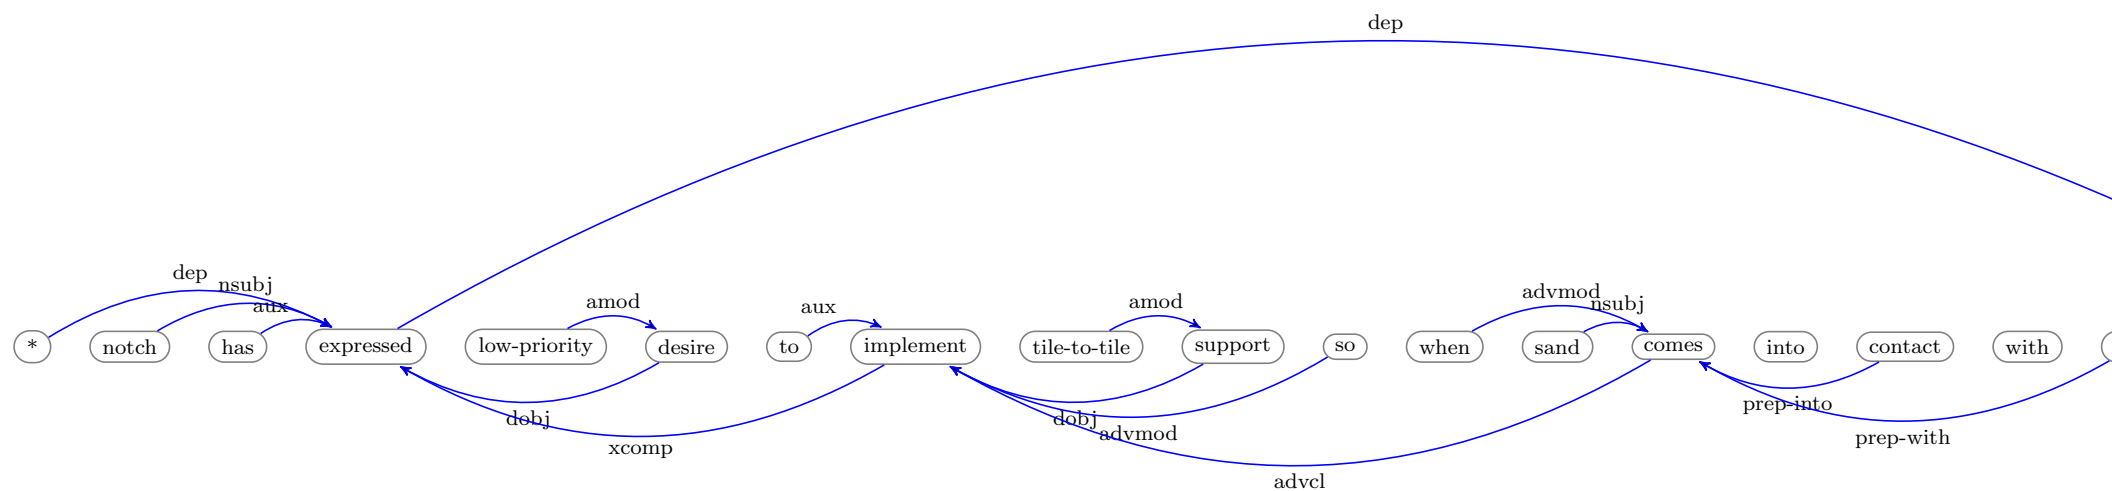 dep
dep
nsubj
aux
amod
aux
amod
advmod
nsubj
* notch has expressed low-priority desire to implement tile-to-tile support so when sand comes into contact with
dobj
xcomp
dobj
advmod
advcl
prep-into
prep-with